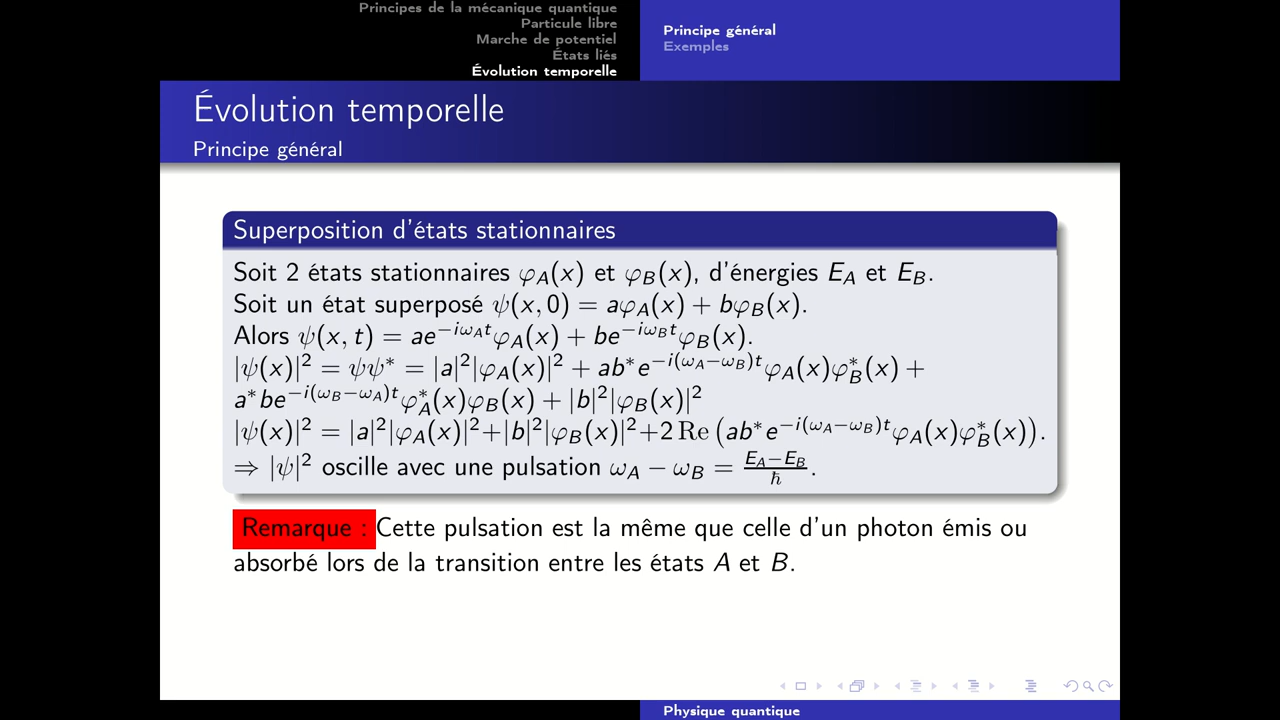 Principes de la mécanique quantique
Particule libre
Marche de potentiel
États liés
Évolution temporelle
Principe général
Exemples
Évolution temporelle
Principe général
Superposition d'états stationnaires
Soit 2 états stationnaires φ_A(x) et φ_B(x), d'énergies E_A et E_B.
Soit un état superposé ψ(x, 0) = aφ_A(x) + bφ_B(x).
Alors ψ(x, t) = ae^{−iω_A t}φ_A(x) + be^{−iω_B t}φ_B(x).
|ψ(x)|² = ψψ* = |a|²|φ_A(x)|² + ab*e^{−i(ω_A−ω_B)t}φ_A(x)φ_B*(x) +
a*be^{−i(ω_B−ω_A)t}φ_A*(x)φ_B(x) + |b|²|φ_B(x)|²
|ψ(x)|² = |a|²|φ_A(x)|²+|b|²|φ_B(x)|²+2 Re (ab*e^{−i(ω_A−ω_B)t}φ_A(x)φ_B*(x)).
⇒ |ψ|² oscille avec une pulsation ω_A − ω_B = (E_A−E_B)/ħ.
Remarque : Cette pulsation est la même que celle d'un photon émis ou
absorbé lors de la transition entre les états A et B.
Physique quantique